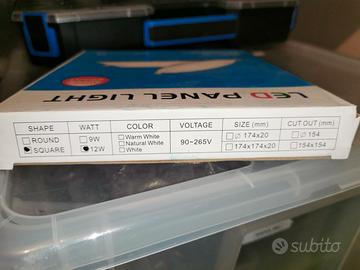 LED PANEL LIGHT
SHAPE WATT COLOR VOLTAGE SIZE (mm) CUT OUT (mm)
ROUND 9W Warm White 90~265V ∅ 174x20 ∅ 154
SQUARE 12W Natural White 174x174x20 154x154
White
subito